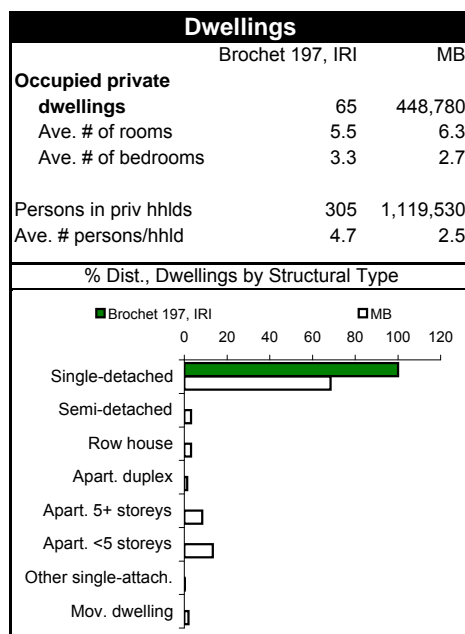 Dwellings
Brochet 197, IRI MB
Occupied private
dwellings 65 448,780
Ave. # of rooms 5.5 6.3
Ave. # of bedrooms 3.3 2.7
Persons in priv hhlds 305 1,119,530
Ave. # persons/hhld 4.7 2.5
% Dist., Dwellings by Structural Type
Brochet 197, IRI MB
0 20 40 60 80 100 120
Single-detached
Semi-detached
Row house
Apart. duplex
Apart. 5+ storeys
Apart. <5 storeys
Other single-attach.
Mov. dwelling